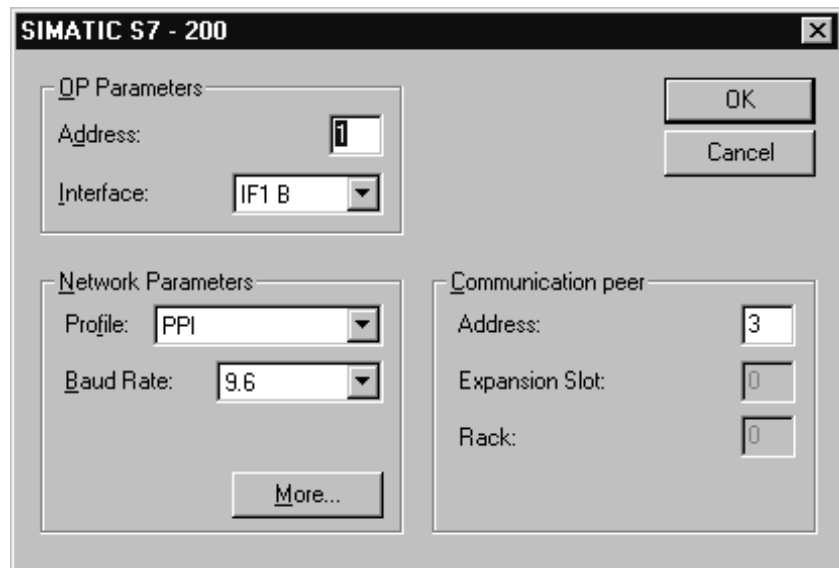 SIMATIC S7 - 200
OP Parameters
Address: 1
Interface: IF1 B
OK
Cancel
Network Parameters
Profile: PPI
Baud Rate: 9.6
More...
Communication peer
Address: 3
Expansion Slot: 0
Rack: 0